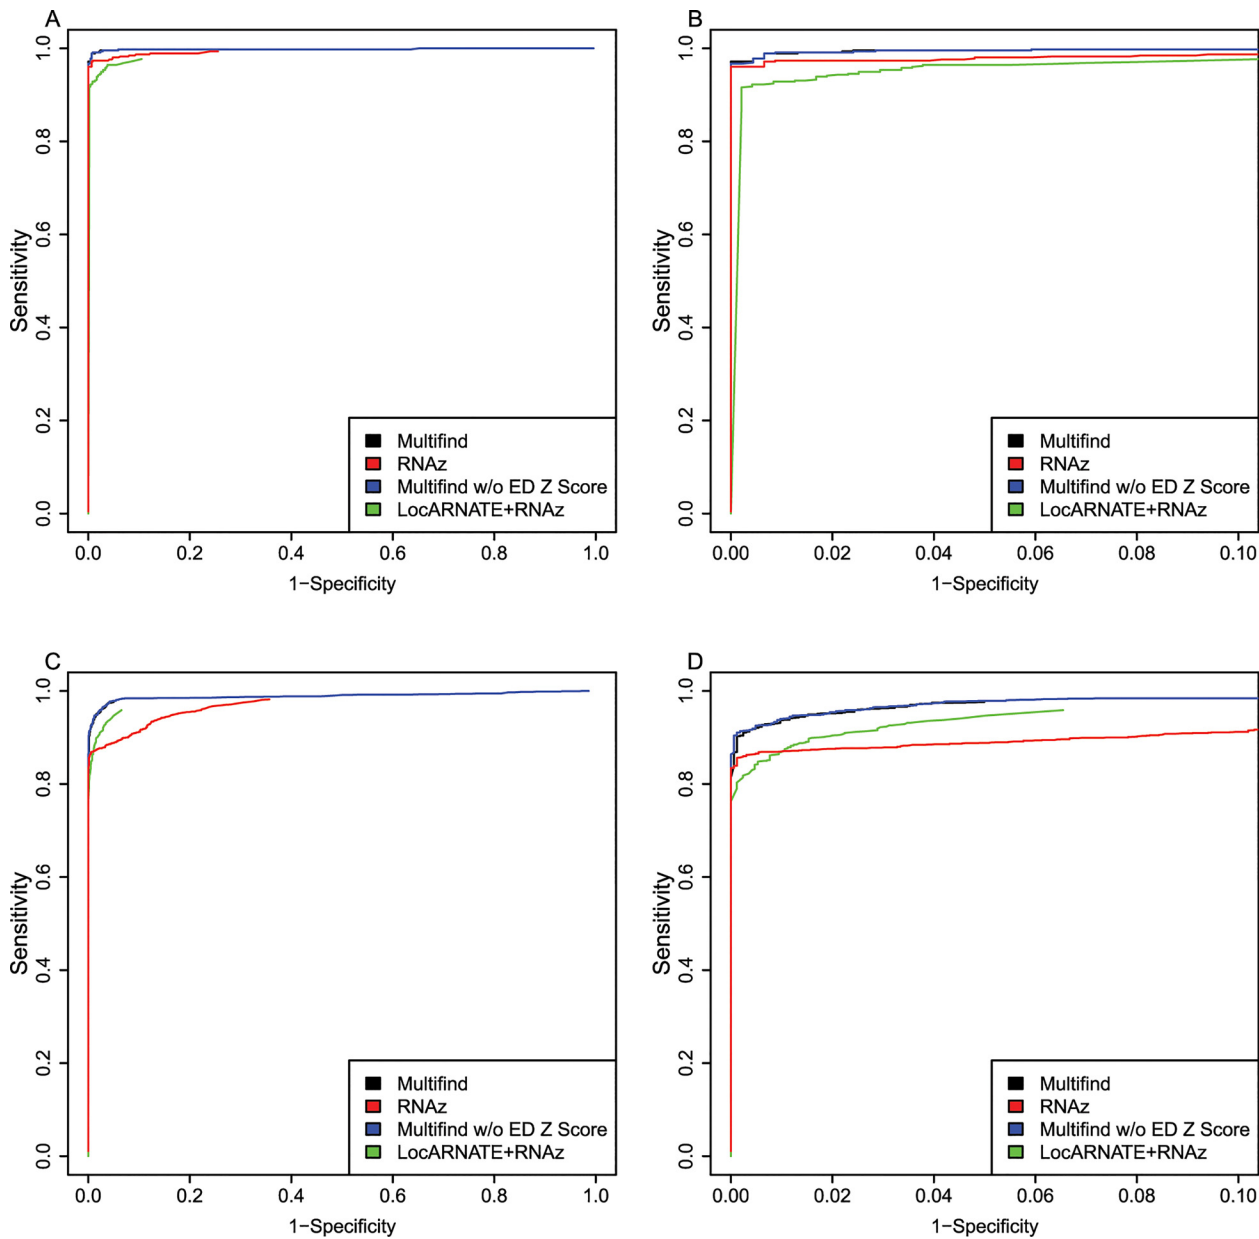 A
Sensitivity
0.0 0.2 0.4 0.6 0.8 1.0
Multifind
RNAz
Multifind w/o ED Z Score
LocARNATE+RNAz
0.0 0.2 0.4 0.6 0.8 1.0
1−Specificity
B
Sensitivity
0.0 0.2 0.4 0.6 0.8 1.0
Multifind
RNAz
Multifind w/o ED Z Score
LocARNATE+RNAz
0.00 0.02 0.04 0.06 0.08 0.10
1−Specificity
C
Sensitivity
0.0 0.2 0.4 0.6 0.8 1.0
Multifind
RNAz
Multifind w/o ED Z Score
LocARNATE+RNAz
0.0 0.2 0.4 0.6 0.8 1.0
1−Specificity
D
Sensitivity
0.0 0.2 0.4 0.6 0.8 1.0
Multifind
RNAz
Multifind w/o ED Z Score
LocARNATE+RNAz
0.00 0.02 0.04 0.06 0.08 0.10
1−Specificity